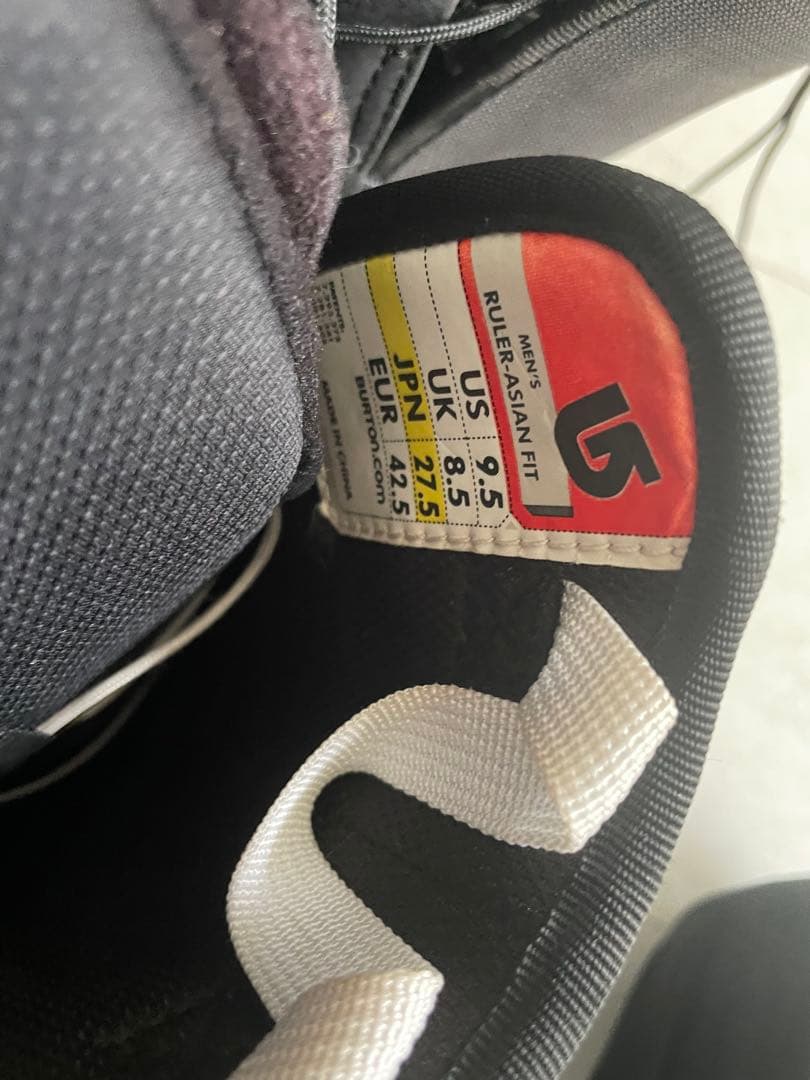 MEN'S
RULER-ASIAN FIT
US 9.5
UK 8.5
JPN 27.5
EUR 42.5
BURTON.com
MADE IN CHINA
PATENTS: